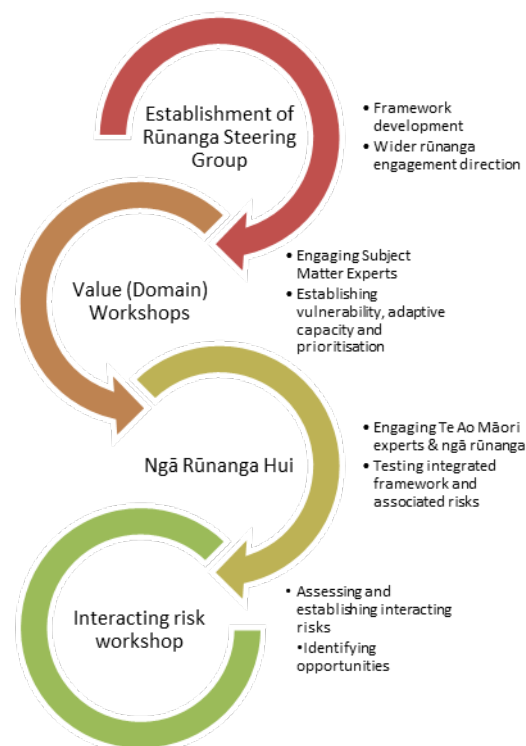 Establishment of
Rūnanga Steering
Group
• Framework
development
• Wider rūnanga
engagement direction
Value (Domain)
Workshops
• Engaging Subject
Matter Experts
• Establishing
vulnerability, adaptive
capacity and
prioritisation
Ngā Rūnanga Hui
• Engaging Te Ao Māori
experts & ngā rūnanga
• Testing integrated
framework and
associated risks
Interacting risk
workshop
• Assessing and
establishing interacting
risks
•Identifying
opportunities